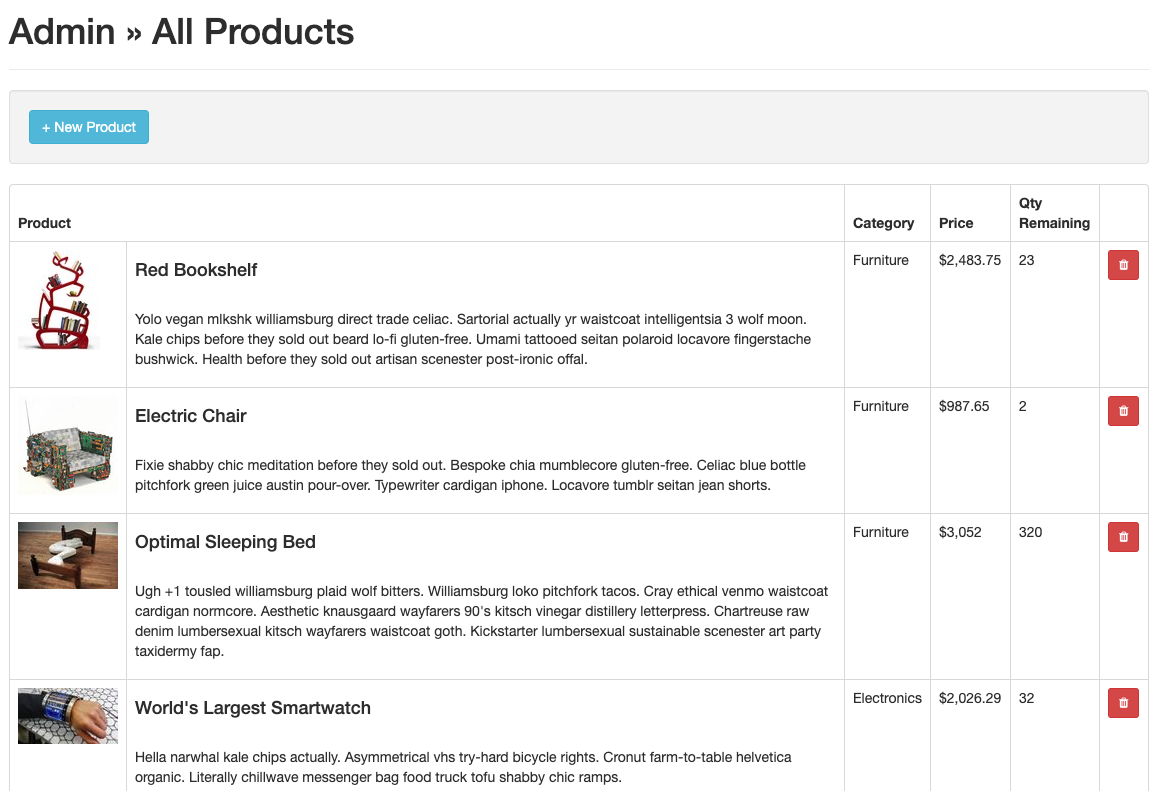 Admin » All Products
+ New Product
Product
Category
Price
Qty
Remaining
Red Bookshelf
Yolo vegan mlkshk williamsburg direct trade celiac. Sartorial actually yr waistcoat intelligentsia 3 wolf moon.
Kale chips before they sold out beard lo-fi gluten-free. Umami tattooed seitan polaroid locavore fingerstache
bushwick. Health before they sold out artisan scenester post-ironic offal.
Furniture
$2,483.75
23
Electric Chair
Fixie shabby chic meditation before they sold out. Bespoke chia mumblecore gluten-free. Celiac blue bottle
pitchfork green juice austin pour-over. Typewriter cardigan iphone. Locavore tumblr seitan jean shorts.
Furniture
$987.65
2
Optimal Sleeping Bed
Ugh +1 tousled williamsburg plaid wolf bitters. Williamsburg loko pitchfork tacos. Cray ethical venmo waistcoat
cardigan normcore. Aesthetic knausgaard wayfarers 90's kitsch vinegar distillery letterpress. Chartreuse raw
denim lumbersexual kitsch wayfarers waistcoat goth. Kickstarter lumbersexual sustainable scenester art party
taxidermy fap.
Furniture
$3,052
320
World's Largest Smartwatch
Hella narwhal kale chips actually. Asymmetrical vhs try-hard bicycle rights. Cronut farm-to-table helvetica
organic. Literally chillwave messenger bag food truck tofu shabby chic ramps.
Electronics
$2,026.29
32